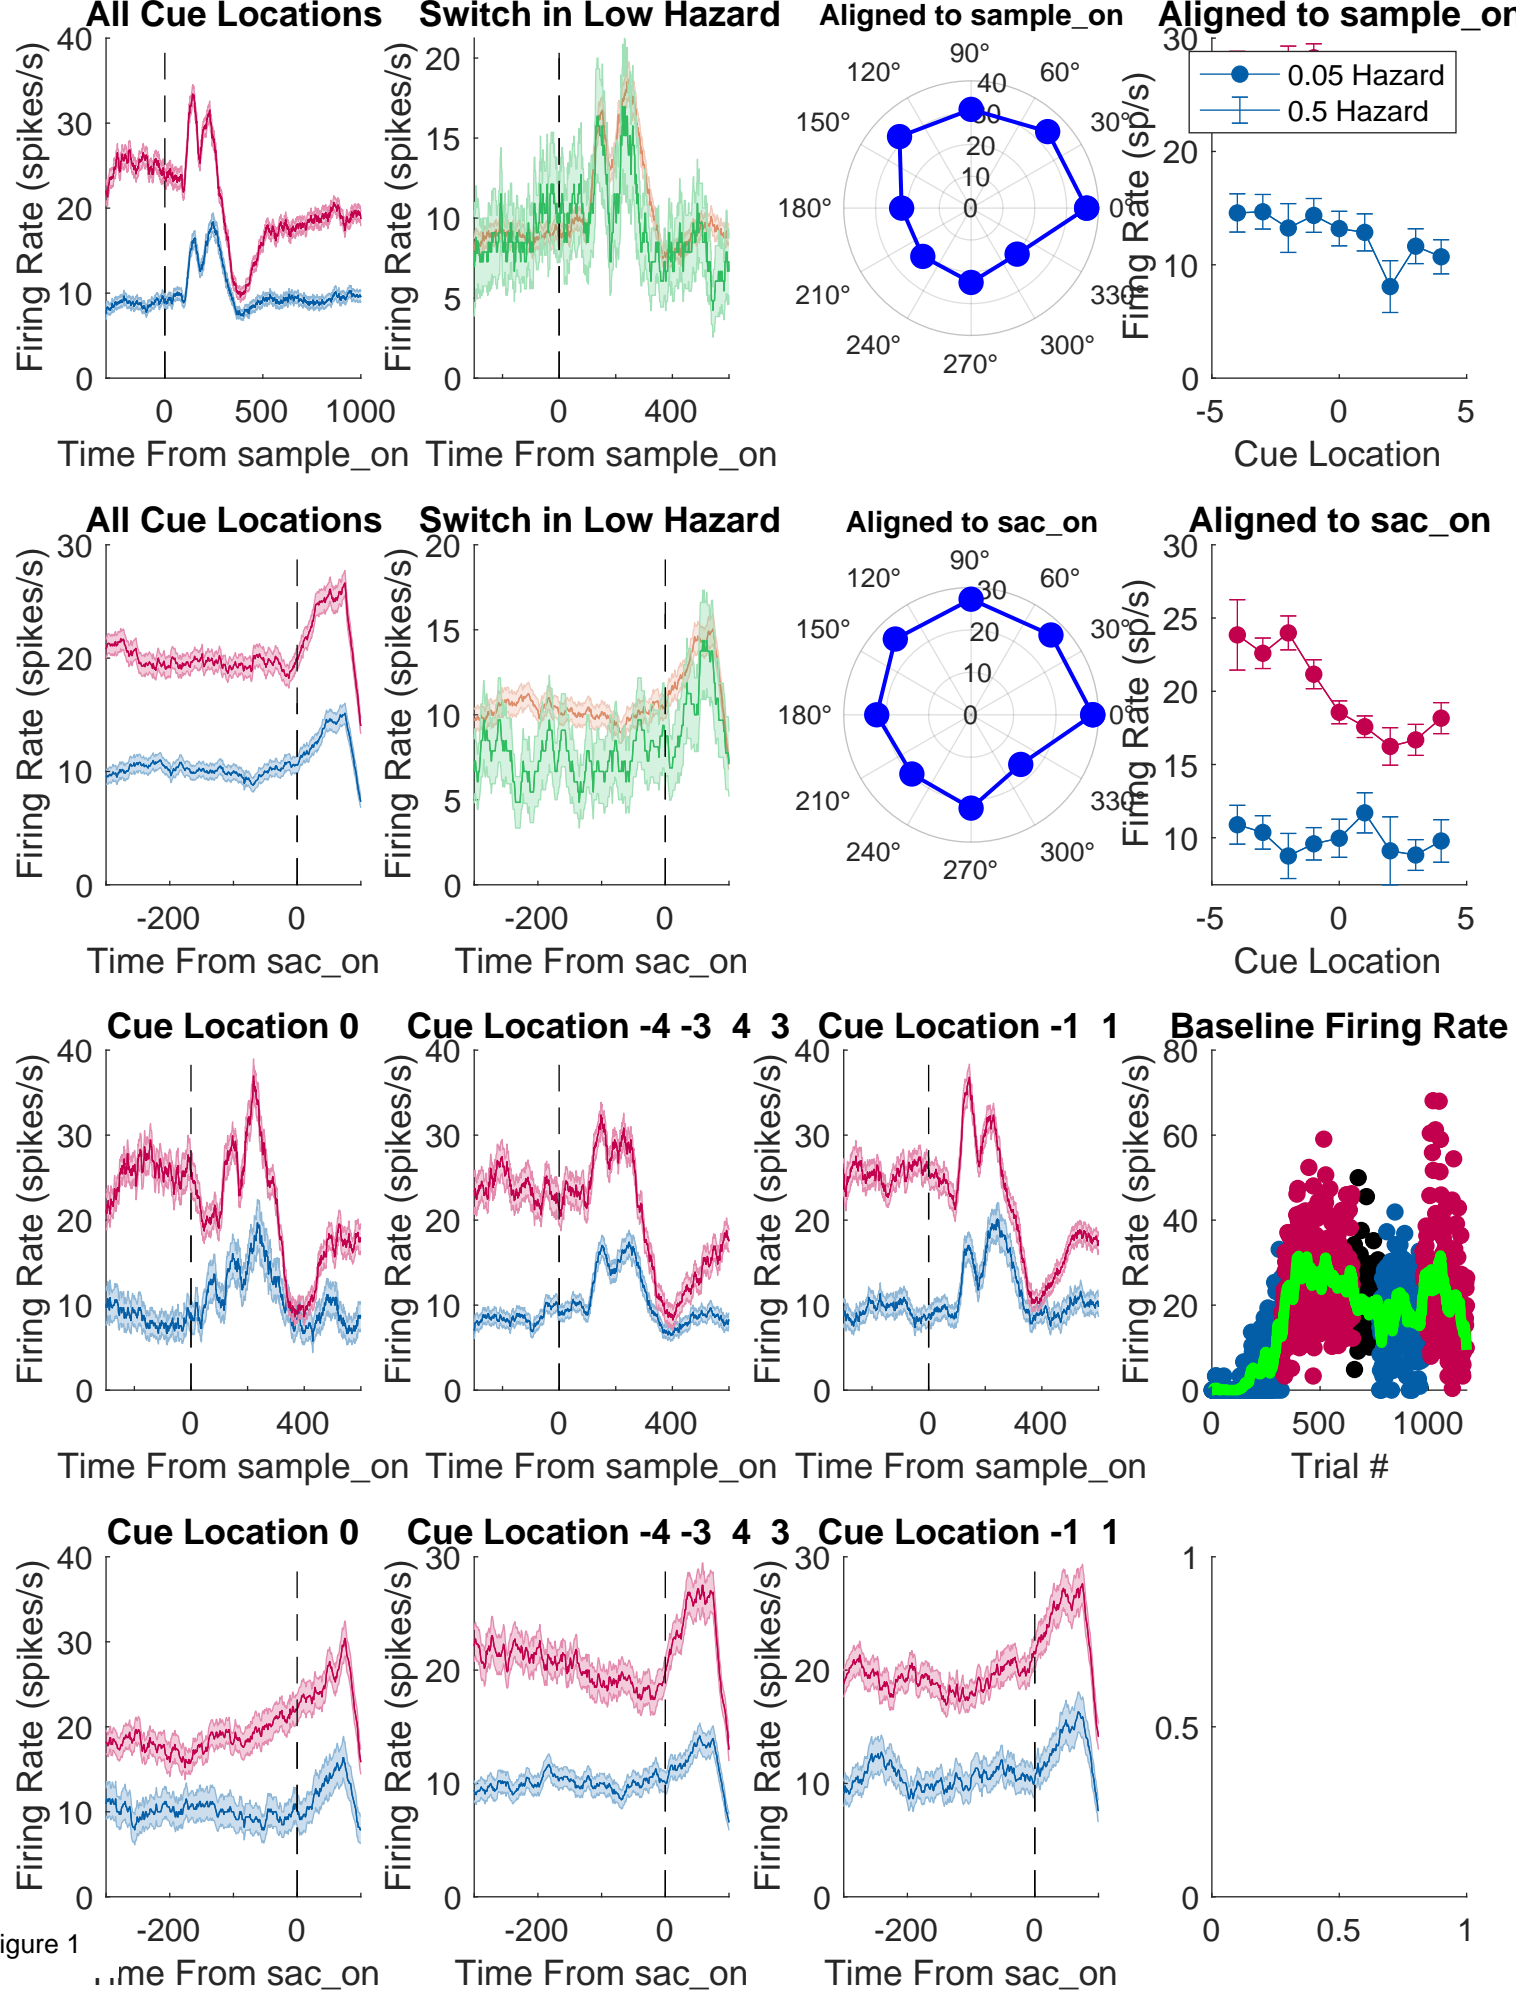 All Cue Locations
Firing Rate (spikes/s)
40
30
20
10
0
0 500 1000
Time From sample_on
Switch in Low Hazard
Firing Rate (spikes/s)
20
15
10
5
0
0 400
Time From sample_on
Aligned to sample_on
90°
120° 60°
150° 30°
180° 0°
210° 330°
240° 300°
270°
40
30
20
10
0
Aligned to sample_on
Firing Rate (sp/s)
30
20
10
0
0.05 Hazard
0.5 Hazard
-5 0 5
Cue Location
All Cue Locations
Firing Rate (spikes/s)
30
20
10
0
-200 0
Time From sac_on
Switch in Low Hazard
Firing Rate (spikes/s)
20
15
10
5
0
-200 0
Time From sac_on
Aligned to sac_on
90°
120° 60°
150° 30°
180° 0°
210° 330°
240° 300°
270°
30
20
10
0
Aligned to sac_on
Firing Rate (sp/s)
30
25
20
15
10
-5 0 5
Cue Location
Cue Location 0
Firing Rate (spikes/s)
40
30
20
10
0
0 400
Time From sample_on
Cue Location -4 -3 4 3
Firing Rate (spikes/s)
40
30
20
10
0
0 400
Time From sample_on
Cue Location -1 1
Firing Rate (spikes/s)
40
30
20
10
0
0 400
Time From sample_on
Baseline Firing Rate
Firing Rate (spikes/s)
80
60
40
20
0
0 500 1000
Trial #
Cue Location 0
Firing Rate (spikes/s)
40
30
20
10
0
-200 0
Time From sac_on
Cue Location -4 -3 4 3
Firing Rate (spikes/s)
30
20
10
0
-200 0
Time From sac_on
Cue Location -1 1
Firing Rate (spikes/s)
30
20
10
0
-200 0
Time From sac_on
1
0.5
0
0 0.5 1
igure 1